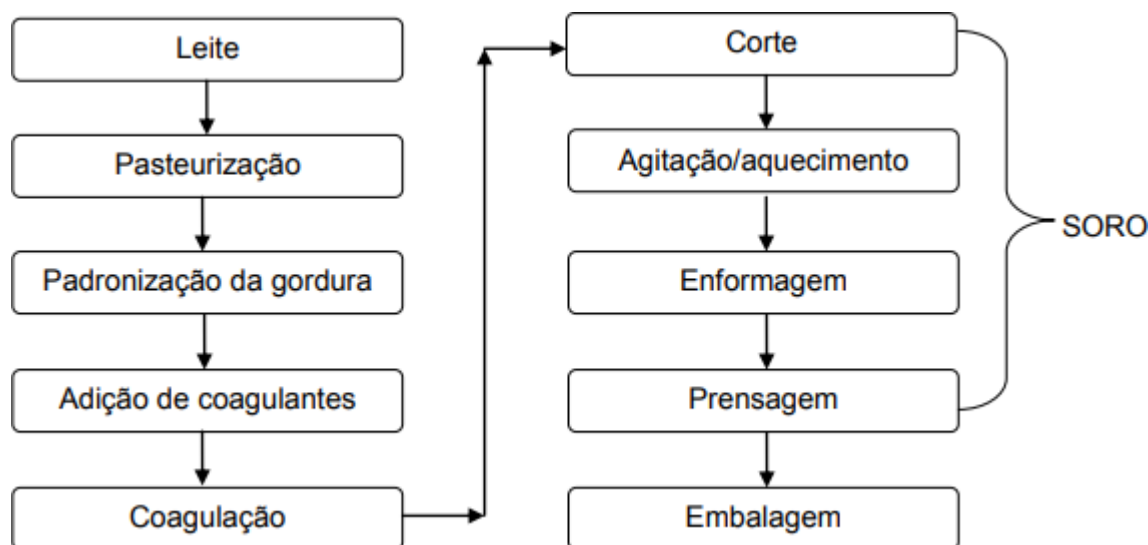 Leite
Pasteurização
Padronização da gordura
Adição de coagulantes
Coagulação
Corte
Agitação/aquecimento
Enformagem
Prensagem
Embalagem
SORO